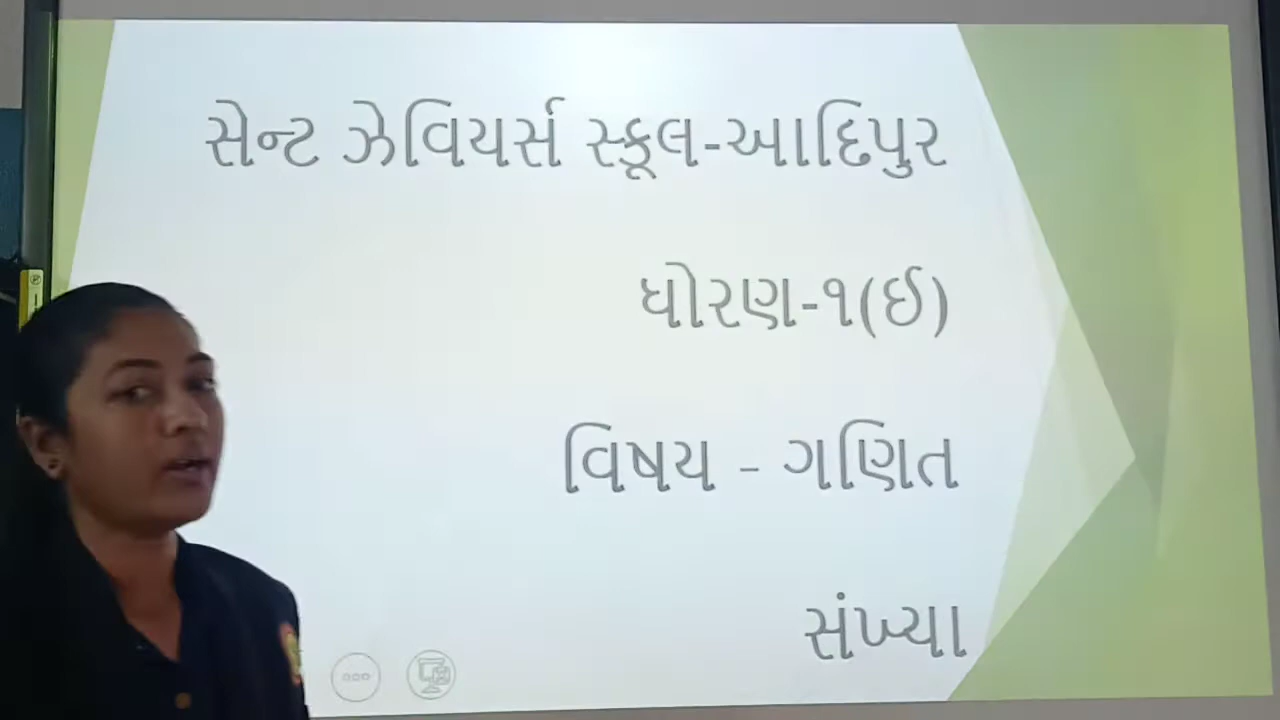 સેન્ટ ઝેવિયર્સ સ્કૂલ-આદિપુર
ધોરણ-૧(ઈ)
વિષય - ગણિત
સંખ્યા